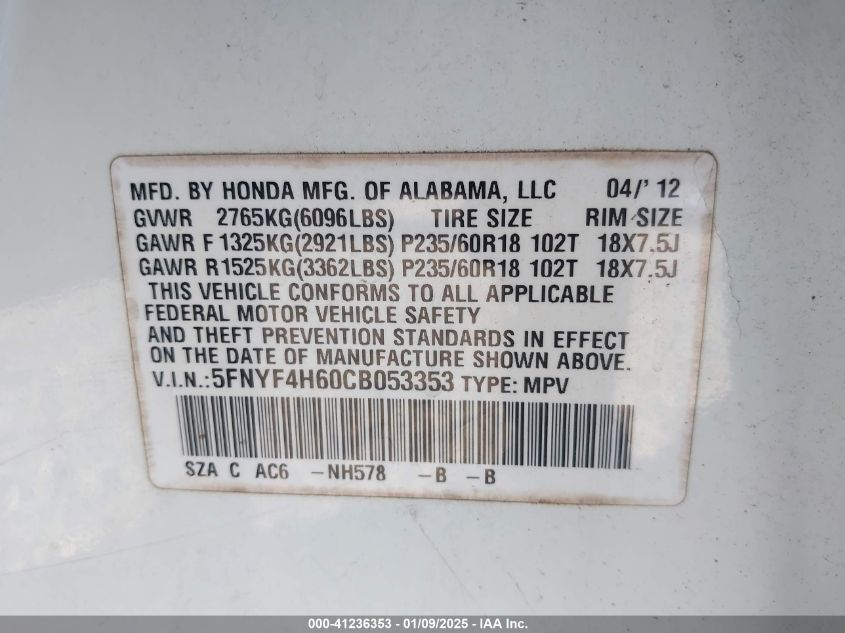 MFD. BY HONDA MFG. OF ALABAMA, LLC 04/' 12
GVWR 2765KG(6096LBS) TIRE SIZE RIM SIZE
GAWR F 1325KG(2921LBS) P235/60R18 102T 18X7.5J
GAWR R1525KG(3362LBS) P235/60R18 102T 18X7.5J
THIS VEHICLE CONFORMS TO ALL APPLICABLE
FEDERAL MOTOR VEHICLE SAFETY
AND THEFT PREVENTION STANDARDS IN EFFECT
ON THE DATE OF MANUFACTURE SHOWN ABOVE.
V.I.N.:5FNYF4H60CB053353 TYPE: MPV
SZA C AC6 -NH578 -B -B
000-41236353 - 01/09/2025 - IAA Inc.